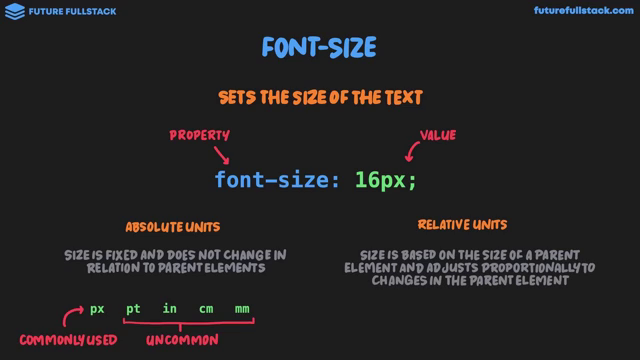 FUTURE FULLSTACK
futurefullstack.com
FONT-SIZE
SETS THE SIZE OF THE TEXT
PROPERTY
VALUE
font-size: 16px;
ABSOLUTE UNITS
SIZE IS FIXED AND DOES NOT CHANGE IN
RELATION TO PARENT ELEMENTS
RELATIVE UNITS
SIZE IS BASED ON THE SIZE OF A PARENT
ELEMENT AND ADJUSTS PROPORTIONALLY TO
CHANGES IN THE PARENT ELEMENT
px pt in cm mm
COMMONLY USED
UNCOMMON